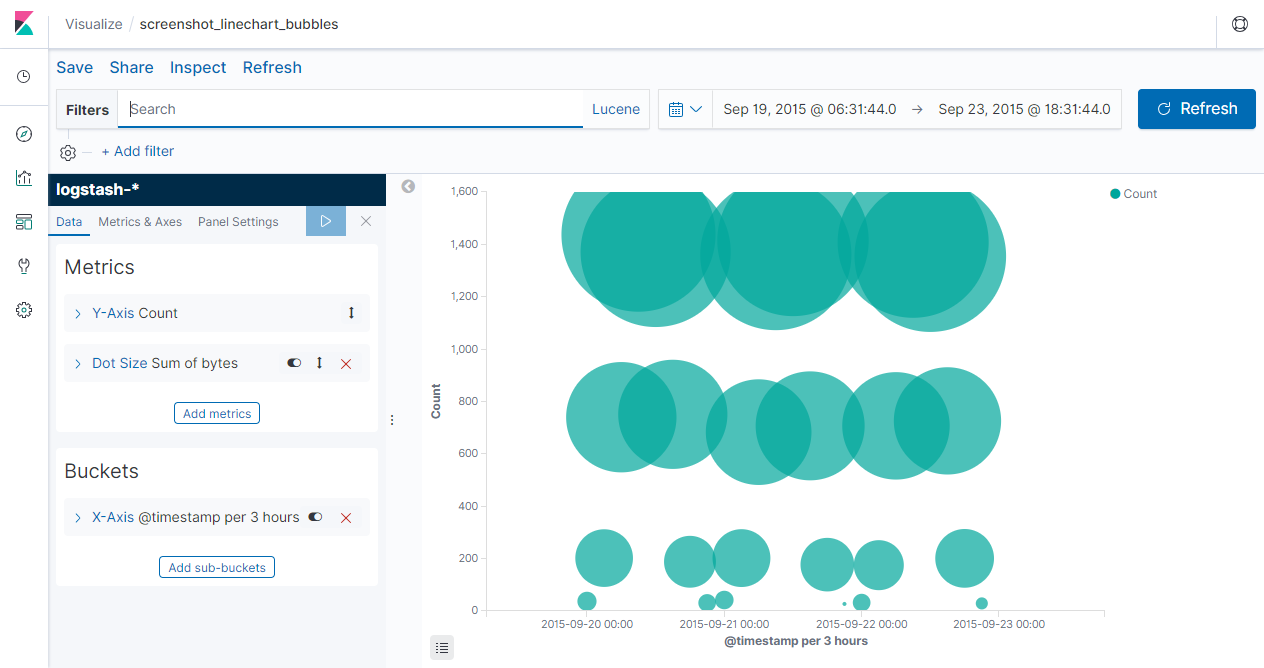 Visualize / screenshot_linechart_bubbles
Save Share Inspect Refresh
Filters Search Lucene Sep 19, 2015 @ 06:31:44.0 → Sep 23, 2015 @ 18:31:44.0 Refresh
+ Add filter
logstash-*
Data Metrics & Axes Panel Settings
Metrics
Y-Axis Count
Dot Size Sum of bytes
Add metrics
Buckets
X-Axis @timestamp per 3 hours
Add sub-buckets
Count
1,600
1,400
1,200
1,000
800
600
400
200
0
2015-09-20 00:00 2015-09-21 00:00 2015-09-22 00:00 2015-09-23 00:00
@timestamp per 3 hours
Count